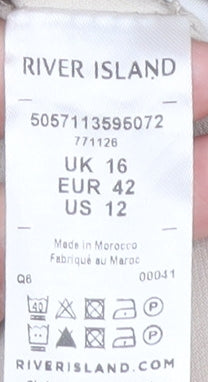 RIVER ISLAND
5057113595072
771126
UK 16
EUR 42
US 12
Made in Morocco
Fabriqué au Maroc
Q6 00041
40 P
P
RIVERISLAND.COM